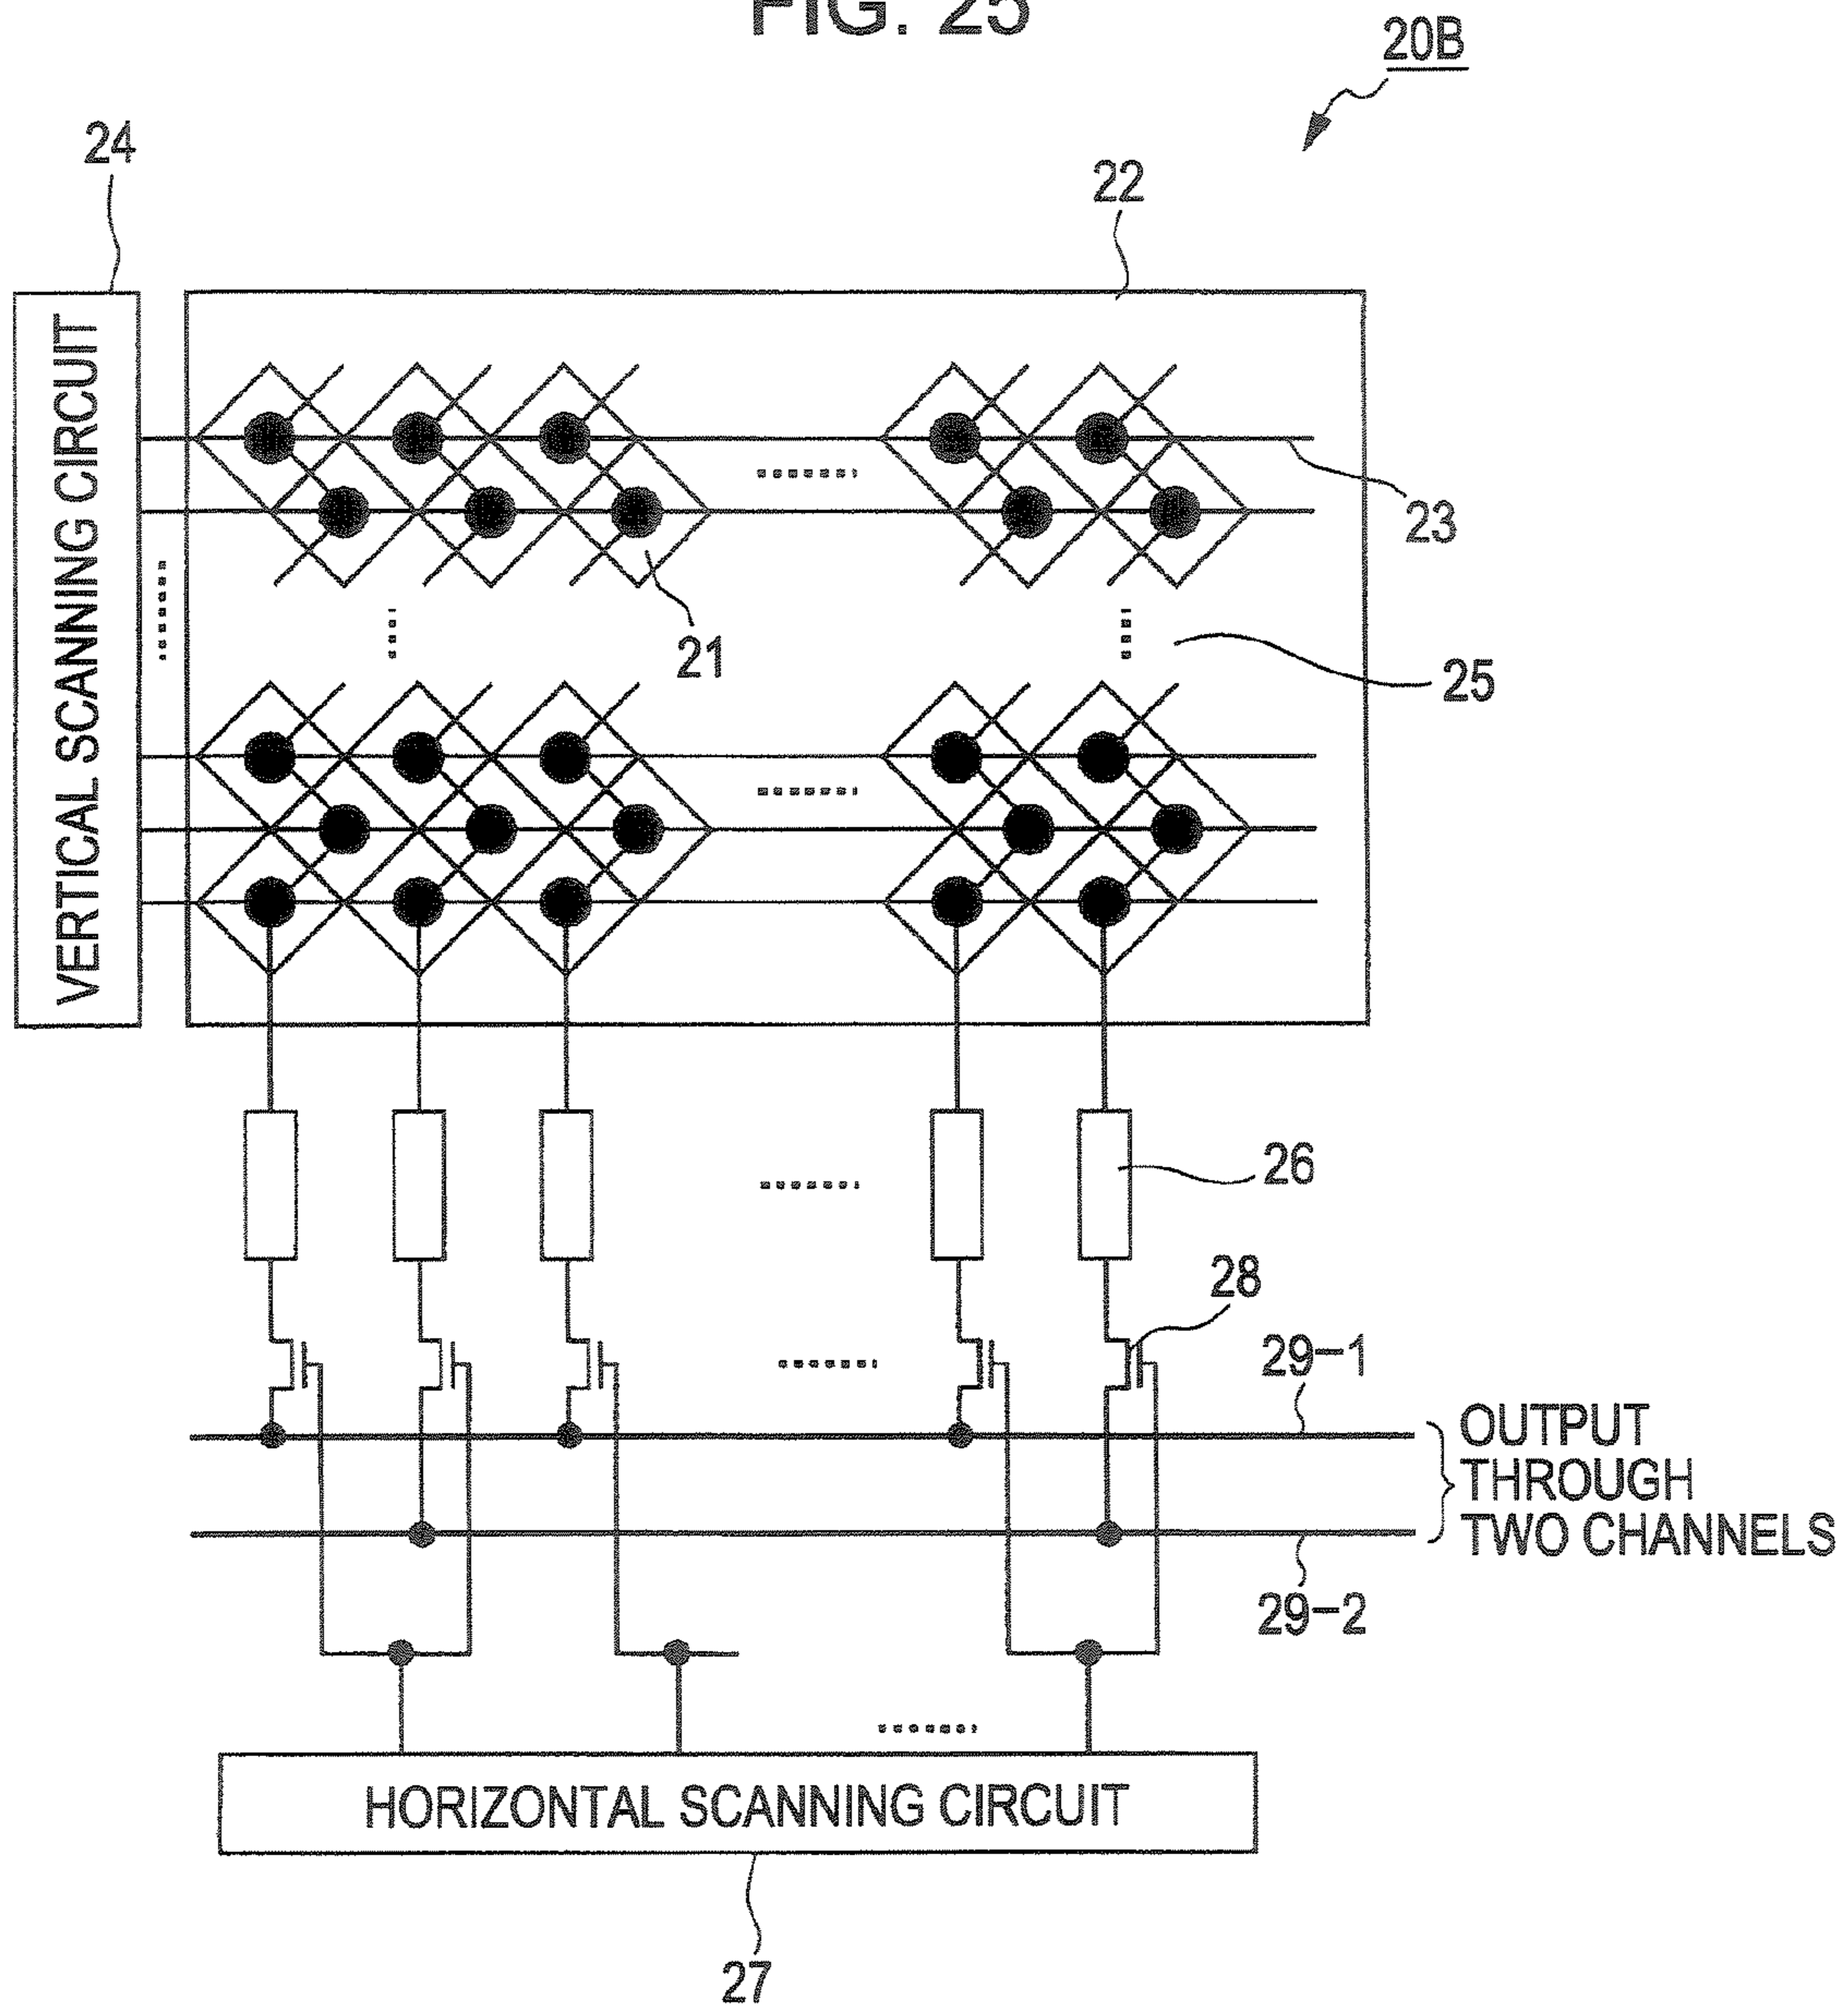 FIG. 25
20B
24
22
VERTICAL SCANNING CIRCUIT
23
21
25
26
28
29-1
OUTPUT
THROUGH
TWO CHANNELS
29-2
HORIZONTAL SCANNING CIRCUIT
27